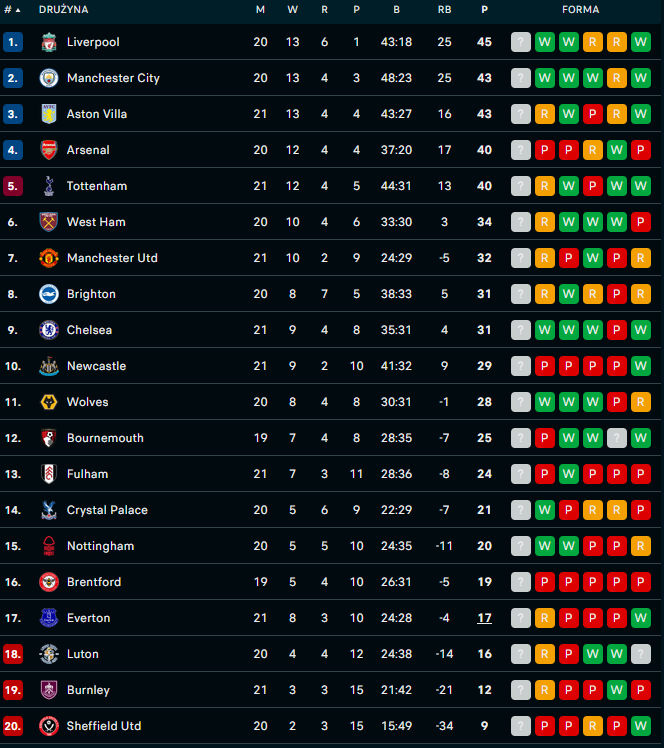 # ▲ DRUŻYNA M W R P B RB P FORMA
1. Liverpool 20 13 6 1 43:18 25 45 ? W W R R W
2. Manchester City 20 13 4 3 48:23 25 43 ? W W W R W
3. Aston Villa 21 13 4 4 43:27 16 43 ? R W P R W
4. Arsenal 20 12 4 4 37:20 17 40 ? P P R W P
5. Tottenham 21 12 4 5 44:31 13 40 ? R W P W W
6. West Ham 20 10 4 6 33:30 3 34 ? R W W W P
7. Manchester Utd 21 10 2 9 24:29 -5 32 ? R P W P R
8. Brighton 20 8 7 5 38:33 5 31 ? R W R P R
9. Chelsea 21 9 4 8 35:31 4 31 ? W W W P W
10. Newcastle 21 9 2 10 41:32 9 29 ? P P P P W
11. Wolves 20 8 4 8 30:31 -1 28 ? W W W P R
12. Bournemouth 19 7 4 8 28:35 -7 25 ? P W W ? W
13. Fulham 21 7 3 11 28:36 -8 24 ? P W P P P
14. Crystal Palace 20 5 6 9 22:29 -7 21 ? W P R R P
15. Nottingham 20 5 5 10 24:35 -11 20 ? W W P P R
16. Brentford 19 5 4 10 26:31 -5 19 ? P P P P P
17. Everton 21 8 3 10 24:28 -4 17 ? R P P P W
18. Luton 20 4 4 12 24:38 -14 16 ? R P W W ?
19. Burnley 21 3 3 15 21:42 -21 12 ? R P P W P
20. Sheffield Utd 20 2 3 15 15:49 -34 9 ? P P R P W